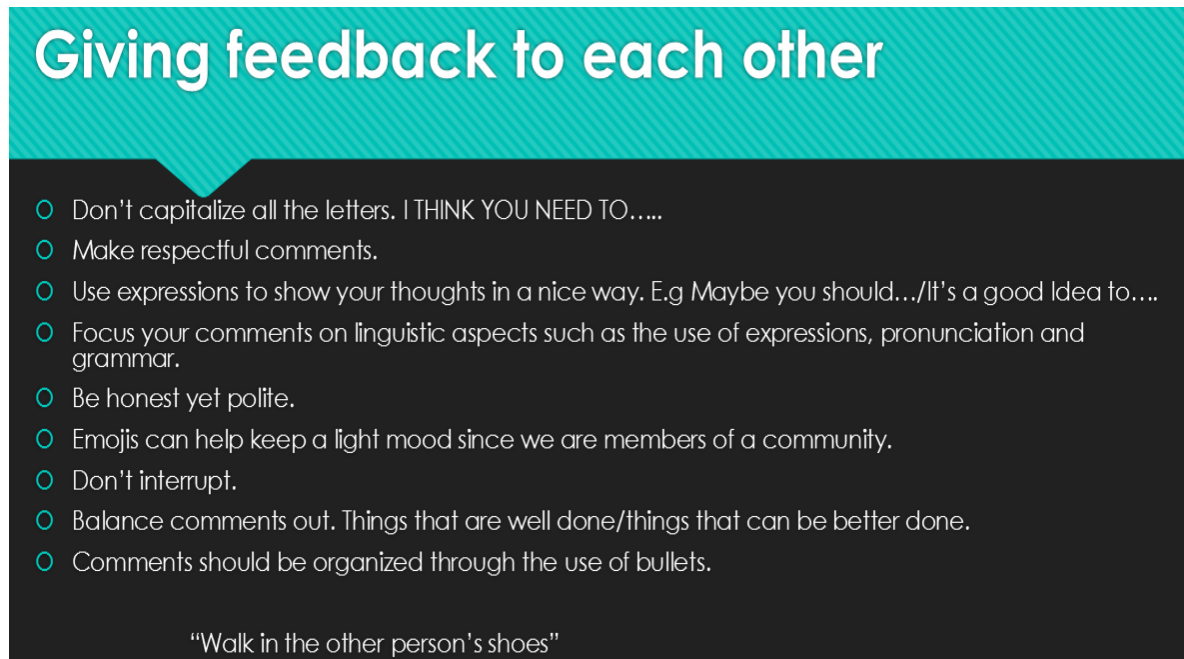 Giving feedback to each other
Don't capitalize all the letters. I THINK YOU NEED TO…..
Make respectful comments.
Use expressions to show your thoughts in a nice way. E.g Maybe you should…/It's a good Idea to….
Focus your comments on linguistic aspects such as the use of expressions, pronunciation and
grammar.
Be honest yet polite.
Emojis can help keep a light mood since we are members of a community.
Don't interrupt.
Balance comments out. Things that are well done/things that can be better done.
Comments should be organized through the use of bullets.
“Walk in the other person's shoes”